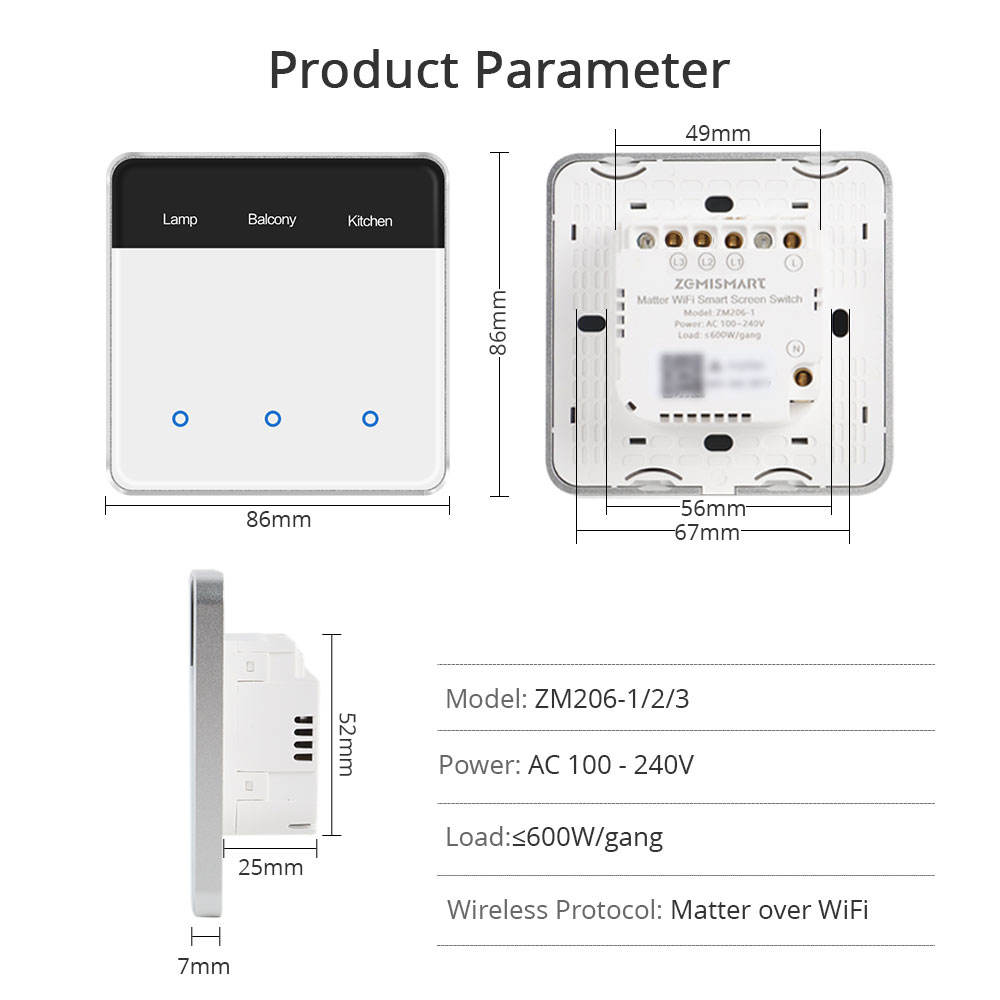 Product Parameter
49mm
Lamp Balcony Kitchen
86mm
L3 L2 L1 L
ZEMISMART
Matter WiFi Smart Screen Switch
Model: ZM206-1
Power: AC 100~240V
Load: ≤600W/gang
N
86mm
56mm
67mm
52mm
25mm
7mm
Model: ZM206-1/2/3
Power: AC 100 - 240V
Load:≤600W/gang
Wireless Protocol: Matter over WiFi